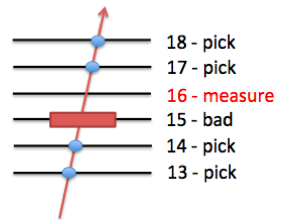 18 - pick
17 - pick
16 - measure
15 - bad
14 - pick
13 - pick